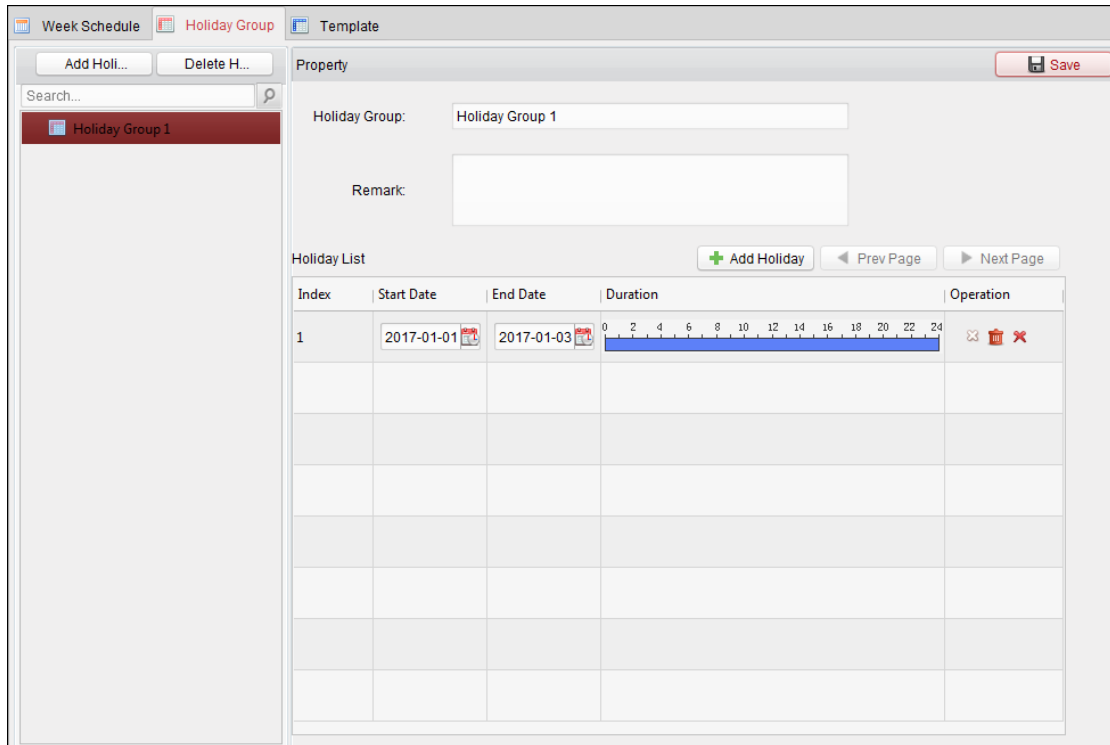 Week Schedule Holiday Group Template
Add Holi... Delete H... Property Save
Search...
Holiday Group 1
Holiday Group: Holiday Group 1
Remark:
Holiday List Add Holiday Prev Page Next Page
Index Start Date End Date Duration Operation
0 2 4 6 8 10 12 14 16 18 20 22 24
1 2017-01-01 2017-01-03